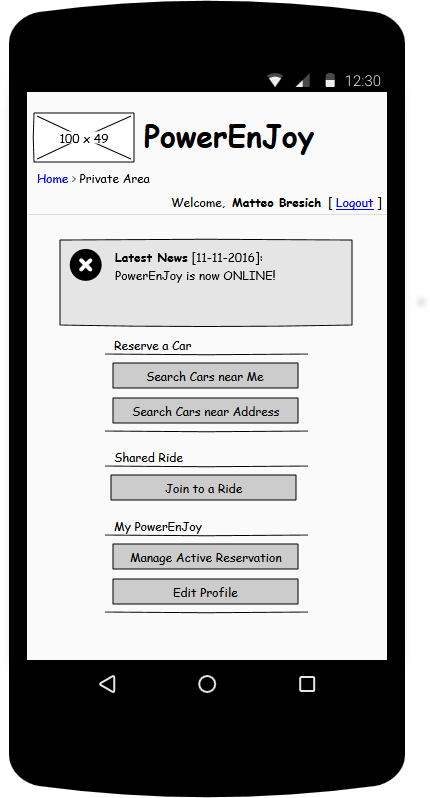 12:30
100 x 49
PowerEnJoy
Home > Private Area
Welcome, Matteo Bresich [ Logout ]
Latest News [11-11-2016]:
PowerEnJoy is now ONLINE!
Reserve a Car
Search Cars near Me
Search Cars near Address
Shared Ride
Join to a Ride
My PowerEnJoy
Manage Active Reservation
Edit Profile